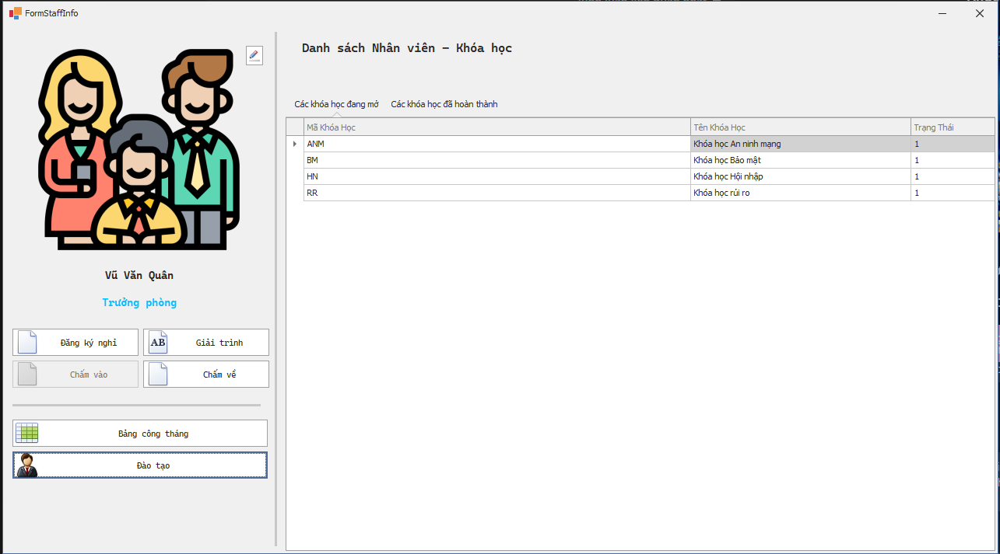 FormStaffInfo
Danh sách Nhân viên - Khóa học
Các khóa học đang mở Các khóa học đã hoàn thành
Mã Khóa Học Tên Khóa Học Trạng Thái
ANM Khóa học An ninh mạng 1
BM Khóa học Bảo mật 1
HN Khóa học Hội nhập 1
RR Khóa học rủi ro 1
Vũ Văn Quân
Trưởng phòng
Đăng ký nghỉ AB Giải trình
Chấm vào Chấm về
Bảng công tháng
Đào tạo